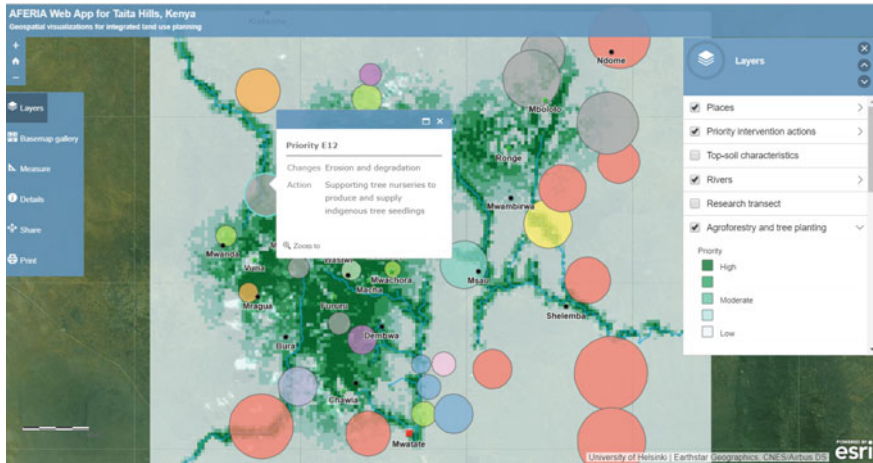 AFERIA Web App for Taita Hills, Kenya
Geospatial visualizations for integrated land use planning
+
−
Layers
Basemap gallery
Measure
Details
Share
Print
Ndome
Mbololo
Ronge
Mwambirwa
Priority E12
Changes Erosion and degradation
Action Supporting tree nurseries to
produce and supply
indigenous tree seedlings
Zoom to
Mwanda
Vuria
Mwachora
Macha
Msau
Mragua
Shelemba
Dembwa
Bura
Chawia
Mwatate
Layers
Places
Priority intervention actions
Top-soil characteristics
Rivers
Research transect
Agroforestry and tree planting
Priority
High
Moderate
Low
POWERED BY
esri
University of Helsinki | Earthstar Geographics, CNES/Airbus DS